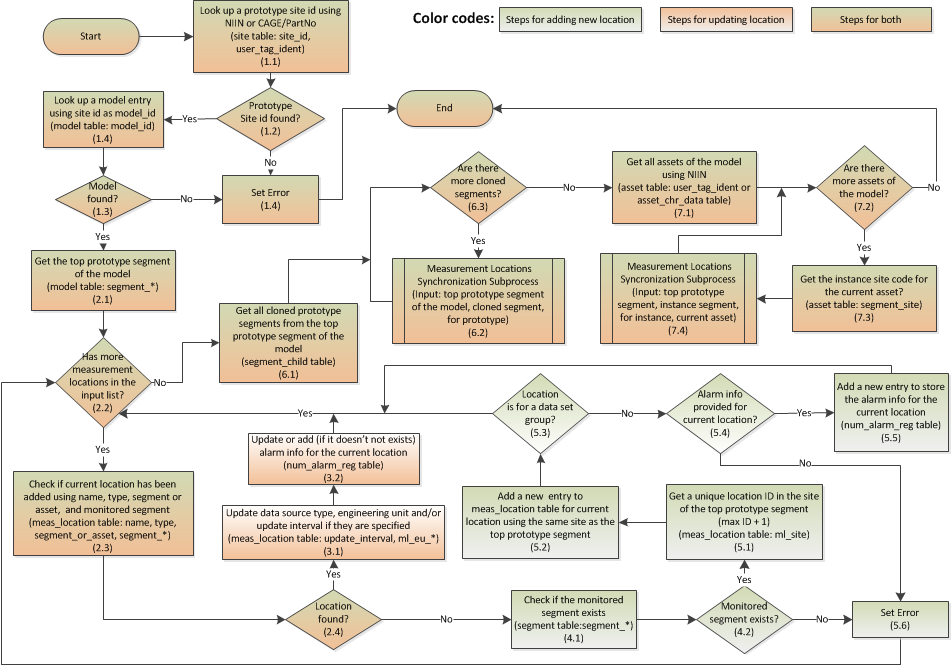 Color codes:
Steps for adding new location
Steps for updating location
Steps for both
Start
Look up a prototype site id using
NIIN or CAGE/PartNo
(site table: site_id,
user_tag_ident)
(1.1)
Prototype
Site id found?
(1.2)
Yes
No
Look up a model entry
using site id as model_id
(model table: model_id)
(1.4)
Model
found?
(1.3)
No
Yes
Set Error
(1.4)
End
Get the top prototype segment
of the model
(model table: segment_*)
(2.1)
Has more
measurement
locations in the
input list?
(2.2)
No
Yes
Get all cloned prototype
segments from the top
prototype segment of the
model
(segment_child table)
(6.1)
Are there
more cloned
segments?
(6.3)
No
Yes
Measurement Locations
Synchronization Subprocess
(Input: top prototype segment
of the model, cloned segment,
for prototype)
(6.2)
Get all assets of the model
using NIIN
(asset table: user_tag_ident or
asset_chr_data table)
(7.1)
Are there
more assets of
the model?
(7.2)
No
Yes
Get the instance site code for
the current asset?
(asset table: segment_site)
(7.3)
Measurement Locations
Syncronization Subprocess
(Input: top prototype
segment, instance segment,
for instance, current asset)
(7.4)
Check if current location has been
added using name, type, segment or
asset, and monitored segment
(meas_location table: name, type,
segment_or_asset, segment_*)
(2.3)
Location
found?
(2.4)
Yes
No
Update data source type, engineering unit and/or
update interval if they are specified
(meas_location table: update_interval, ml_eu_*)
(3.1)
Update or add (if it doesn't not exists)
alarm info for the current location
(num_alarm_reg table)
(3.2)
Check if the monitored
segment exists
(segment table:segment_*)
(4.1)
Monitored
segment exists?
(4.2)
Yes
No
Get a unique location ID in the site
of the top prototype segment
(max ID + 1)
(meas_location table: ml_site)
(5.1)
Add a new entry to
meas_location table for current
location using the same site as the
top prototype segment
(5.2)
Location
is for a data set
group?
(5.3)
Yes
No
Alarm info
provided for
current location?
(5.4)
Yes
No
Add a new entry to store
the alarm info for the
current location
(num_alarm_reg table)
(5.5)
Set Error
(5.6)